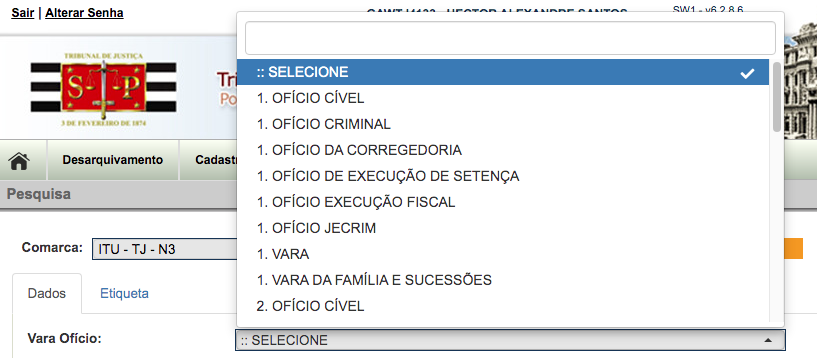 Sair | Alterar Senha
SW1 - v6.2.8.6
TRIBUNAL DE JUSTIÇA
S P
3 DE FEVEREIRO DE 1874
:: SELECIONE
1. OFÍCIO CÍVEL
1. OFÍCIO CRIMINAL
1. OFÍCIO DA CORREGEDORIA
1. OFÍCIO DE EXECUÇÃO DE SETENÇA
1. OFÍCIO EXECUÇÃO FISCAL
1. OFÍCIO JECRIM
1. VARA
1. VARA DA FAMÍLIA E SUCESSÕES
2. OFÍCIO CÍVEL
Desarquivamento
Pesquisa
Comarca: ITU - TJ - N3
Dados Etiqueta
Vara Ofício: :: SELECIONE